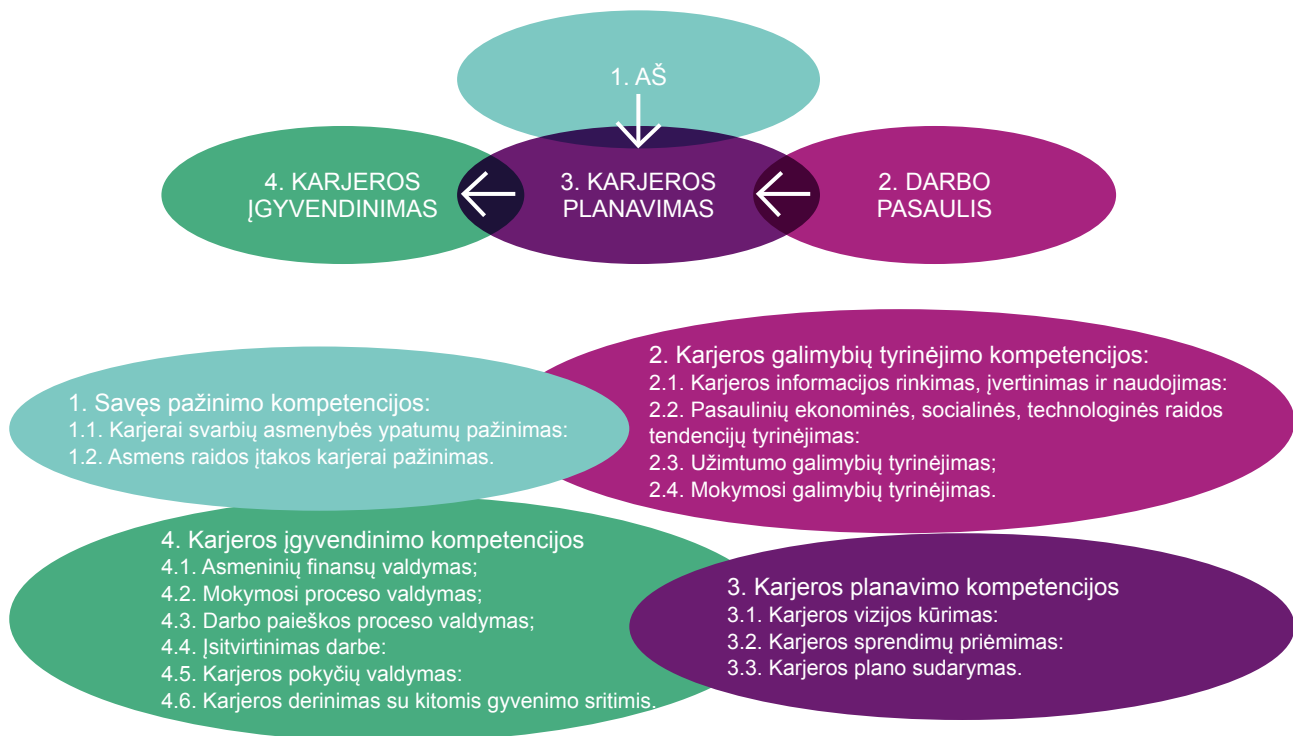 1. AŠ
4. KARJEROS
ĮGYVENDINIMAS
3. KARJEROS
PLANAVIMAS
2. DARBO
PASAULIS
1. Savęs pažinimo kompetencijos:
1.1. Karjerai svarbių asmenybės ypatumų pažinimas:
1.2. Asmens raidos įtakos karjerai pažinimas.
2. Karjeros galimybių tyrinėjimo kompetencijos:
2.1. Karjeros informacijos rinkimas, įvertinimas ir naudojimas:
2.2. Pasaulinių ekonominės, socialinės, technologinės raidos
tendencijų tyrinėjimas:
2.3. Užimtumo galimybių tyrinėjimas;
2.4. Mokymosi galimybių tyrinėjimas.
4. Karjeros įgyvendinimo kompetencijos
4.1. Asmeninių finansų valdymas;
4.2. Mokymosi proceso valdymas;
4.3. Darbo paieškos proceso valdymas;
4.4. Įsitvirtinimas darbe:
4.5. Karjeros pokyčių valdymas:
4.6. Karjeros derinimas su kitomis gyvenimo sritimis.
3. Karjeros planavimo kompetencijos
3.1. Karjeros vizijos kūrimas:
3.2. Karjeros sprendimų priėmimas:
3.3. Karjeros plano sudarymas.